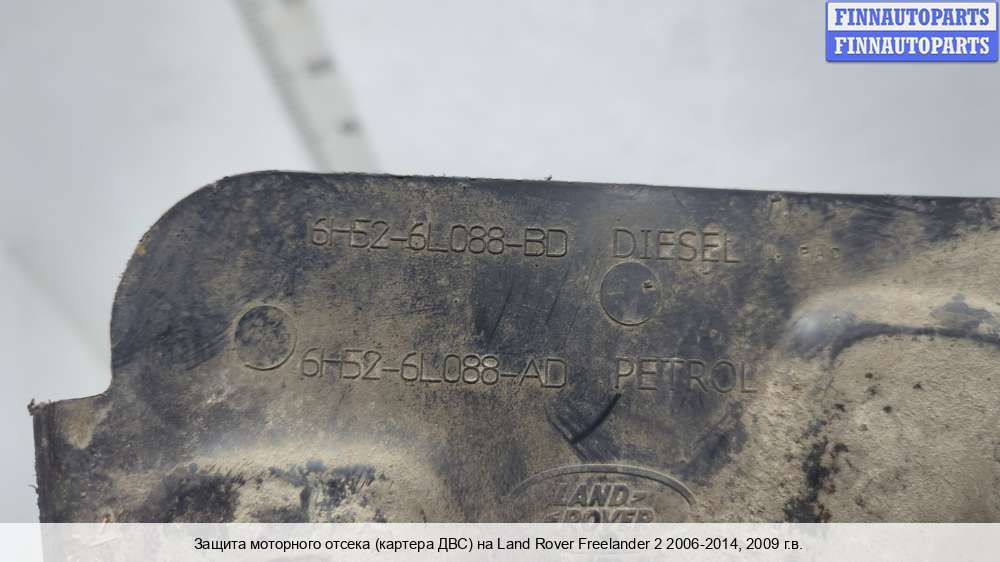 FINNAUTOPARTS
FINNAUTOPARTS
6H52-6L088-BD DIESEL
6H52-6L088-AD PETROL
LAND-
ROVER
Защита моторного отсека (картера ДВС) на Land Rover Freelander 2 2006-2014, 2009 г.в.